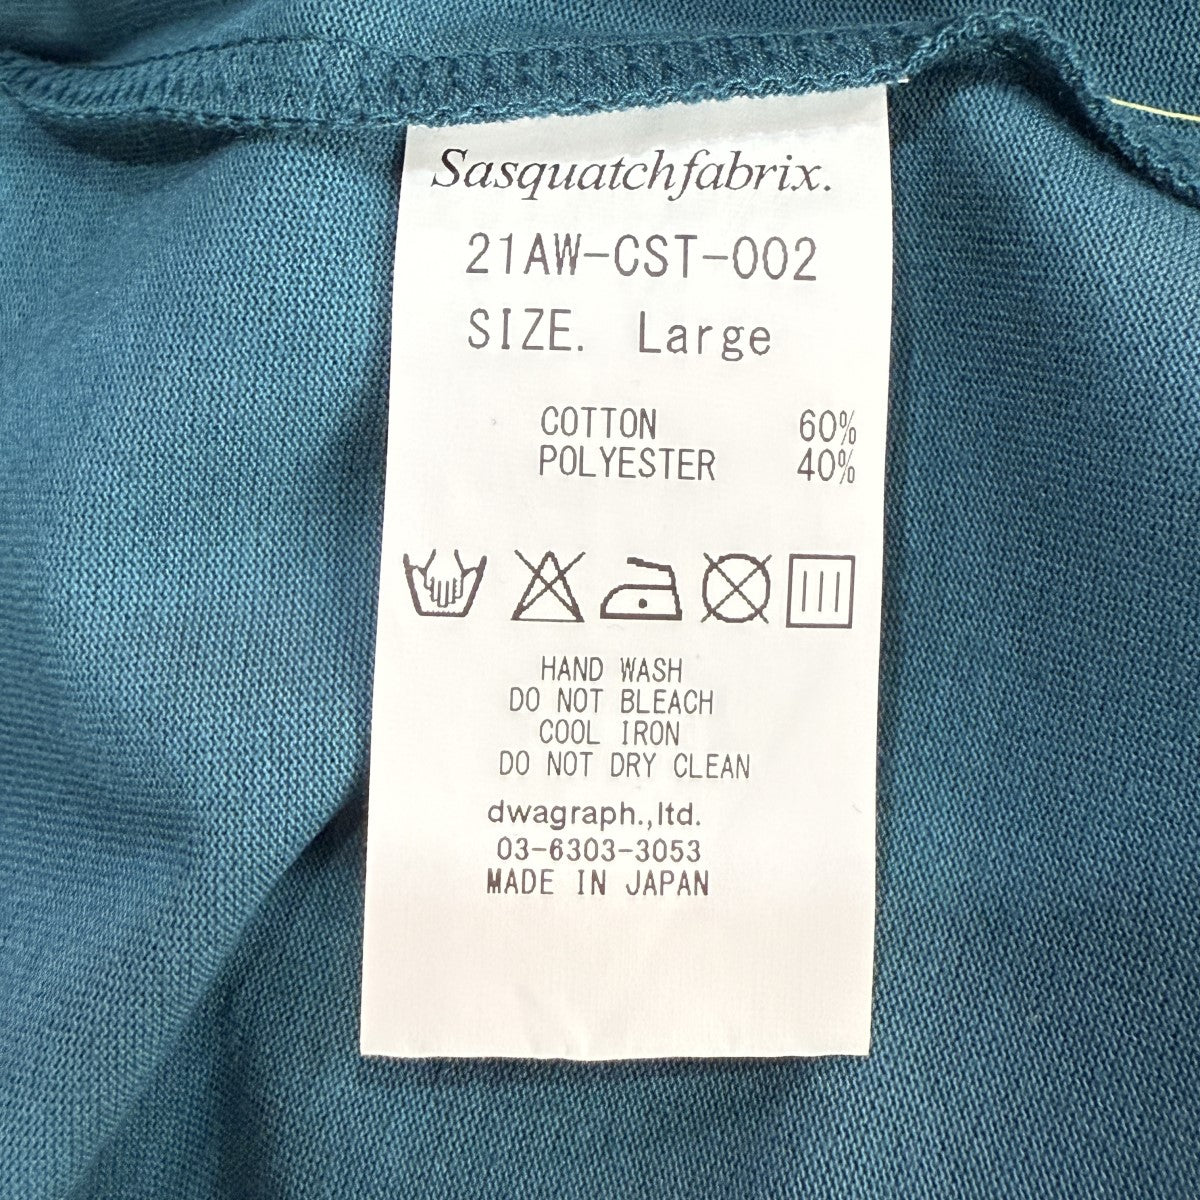 Sasquatchfabrix.
21AW-CST-002
SIZE. Large
COTTON 60%
POLYESTER 40%
HAND WASH
DO NOT BLEACH
COOL IRON
DO NOT DRY CLEAN
dwagraph.,ltd.
03-6303-3053
MADE IN JAPAN